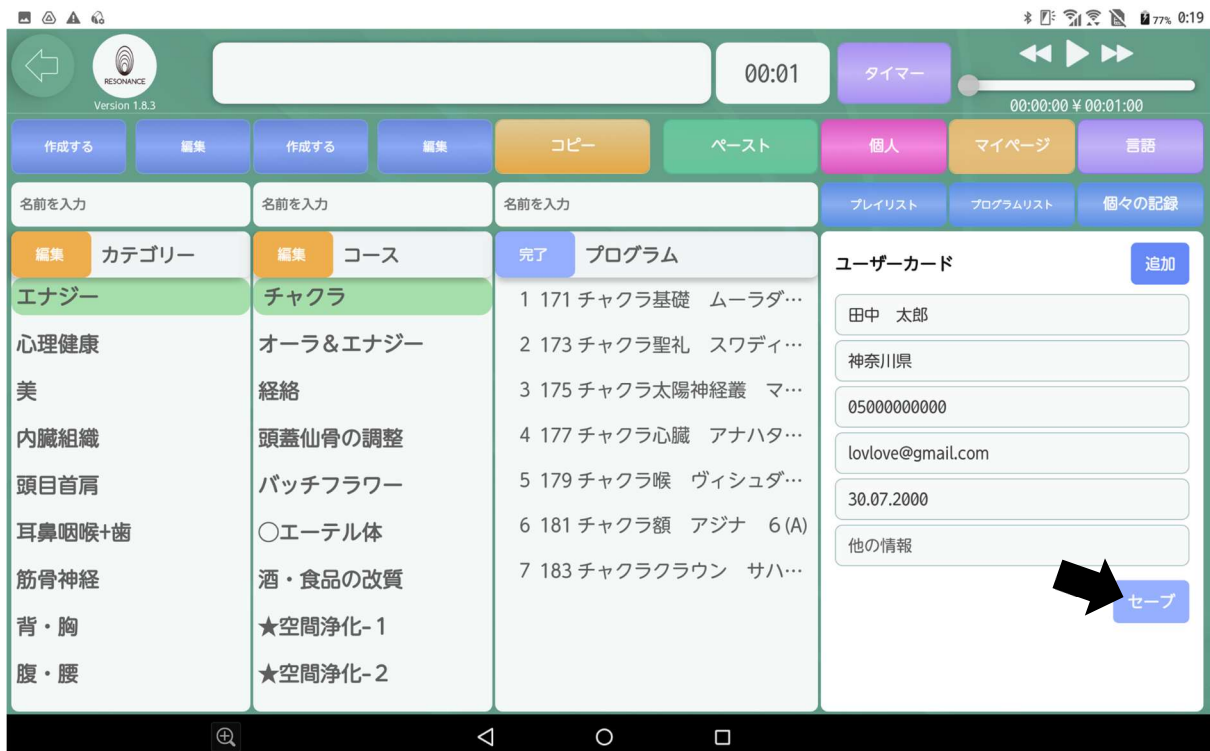 77% 0:19
RESONANCE
Version 1.8.3
00:01
タイマー
00:00:00 ¥ 00:01:00
作成する 編集 作成する 編集 コピー ペースト 個人 マイページ 言語
名前を入力 名前を入力 名前を入力 プレイリスト プログラムリスト 個々の記録
編集 カテゴリー
エナジー
心理健康
美
内臓組織
頭目首肩
耳鼻咽喉+歯
筋骨神経
背・胸
腹・腰
編集 コース
チャクラ
オーラ&エナジー
経絡
頭蓋仙骨の調整
バッチフラワー
〇エーテル体
酒・食品の改質
★空間浄化-1
★空間浄化-2
完了 プログラム
1 171 チャクラ基礎 ムーラダ…
2 173 チャクラ聖礼 スワディ…
3 175 チャクラ太陽神経叢 マ…
4 177 チャクラ心臓 アナハタ…
5 179 チャクラ喉 ヴィシュダ…
6 181 チャクラ額 アジナ 6(A)
7 183 チャクラクラウン サハ…
ユーザーカード 追加
田中 太郎
神奈川県
05000000000
lovlove@gmail.com
30.07.2000
他の情報
セーブ